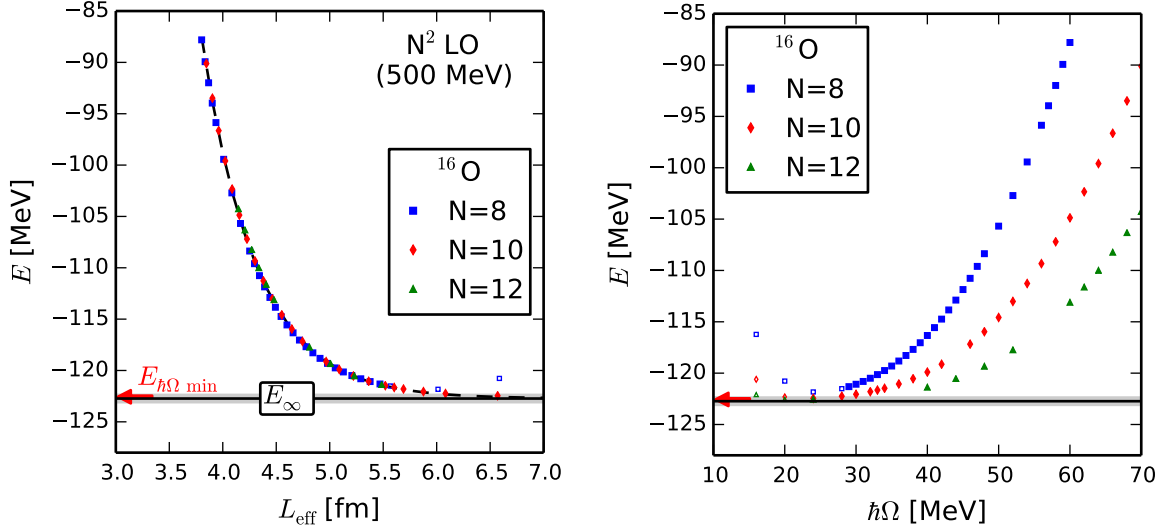 −85
−90
−95
−100
−105
−110
−115
−120
−125
E [MeV]
N² LO
(500 MeV)
¹⁶O
N=8
N=10
N=12
E_ℏΩ min
E_∞
3.0 3.5 4.0 4.5 5.0 5.5 6.0 6.5 7.0
L_eff [fm]
−85
−90
−95
−100
−105
−110
−115
−120
−125
E [MeV]
¹⁶O
N=8
N=10
N=12
10 20 30 40 50 60 70
ℏΩ [MeV]